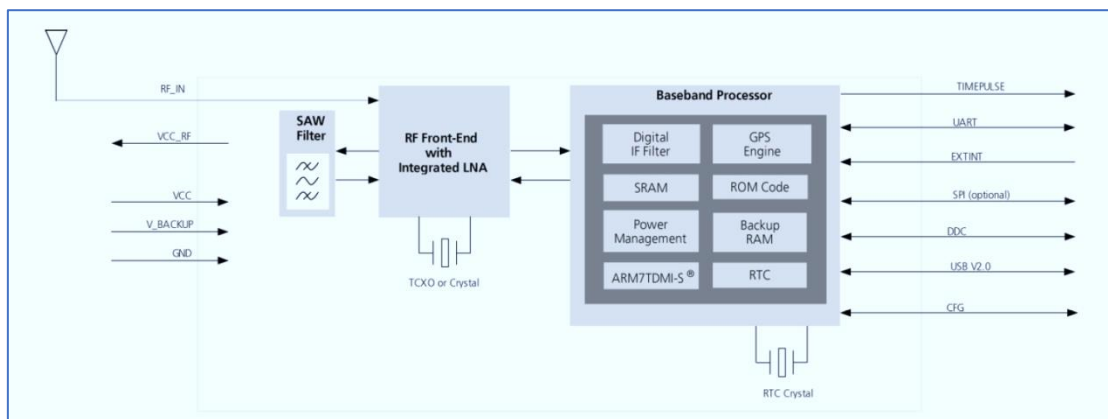 RF_IN
VCC_RF
VCC
V_BACKUP
GND
SAW
Filter
RF Front-End
with
Integrated LNA
TCXO or Crystal
Baseband Processor
Digital
IF Filter
GPS
Engine
SRAM
ROM Code
Power
Management
Backup
RAM
ARM7TDMI-S®
RTC
RTC Crystal
TIMEPULSE
UART
EXTINT
SPI (optional)
DDC
USB V2.0
CFG